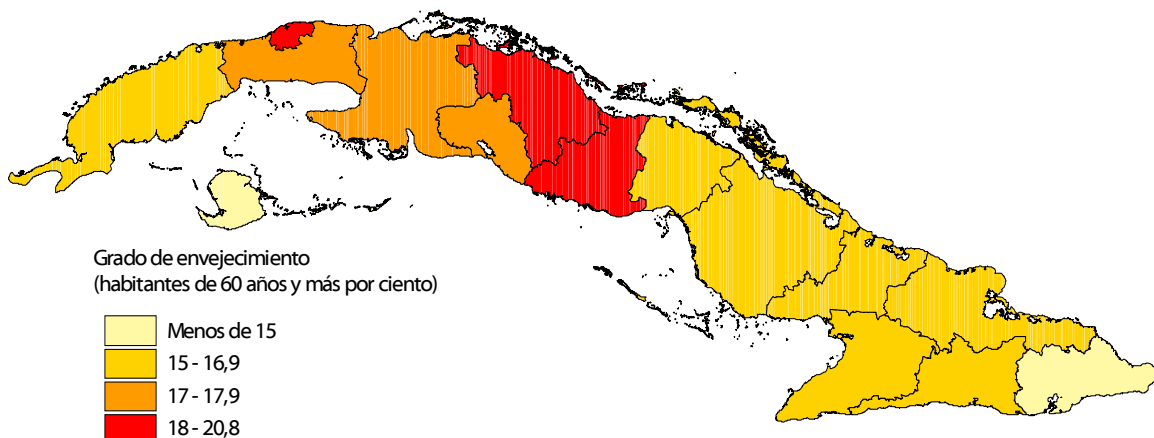 Grado de envejecimiento
(habitantes de 60 años y más por ciento)
Menos de 15
15 - 16,9
17 - 17,9
18 - 20,8